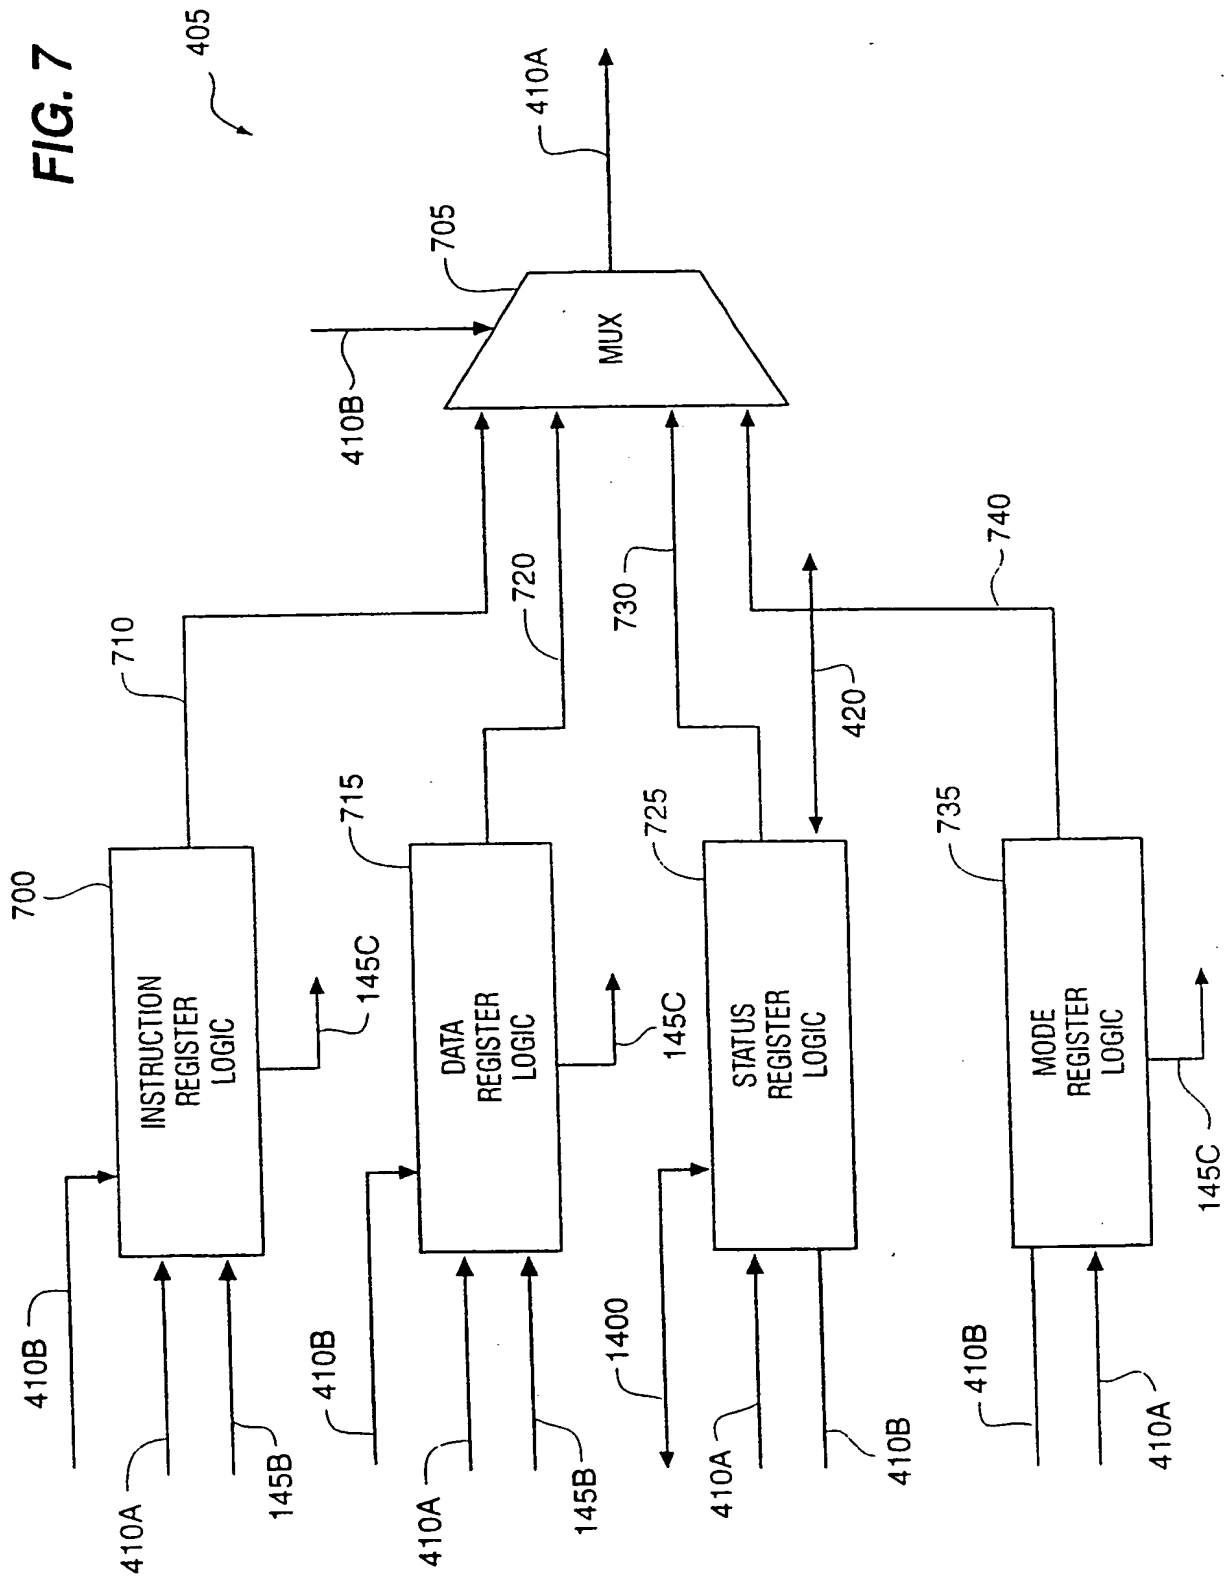 FIG. 7
405
700
410B
410A
145B
INSTRUCTION
REGISTER
LOGIC
145C
710
715
410B
410A
145B
DATA
REGISTER
LOGIC
145C
720
410B
705
MUX
410A
725
1400
410A
410B
STATUS
REGISTER
LOGIC
730
420
735
410B
410A
MODE
REGISTER
LOGIC
145C
740